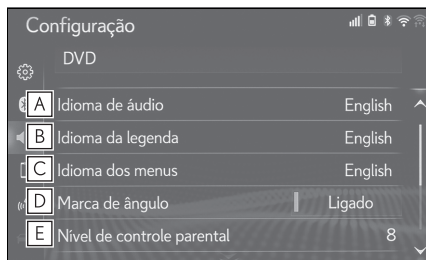 Configuração
DVD
A Idioma de áudio English
B Idioma da legenda English
C Idioma dos menus English
D Marca de ângulo Ligado
E Nível de controle parental 8